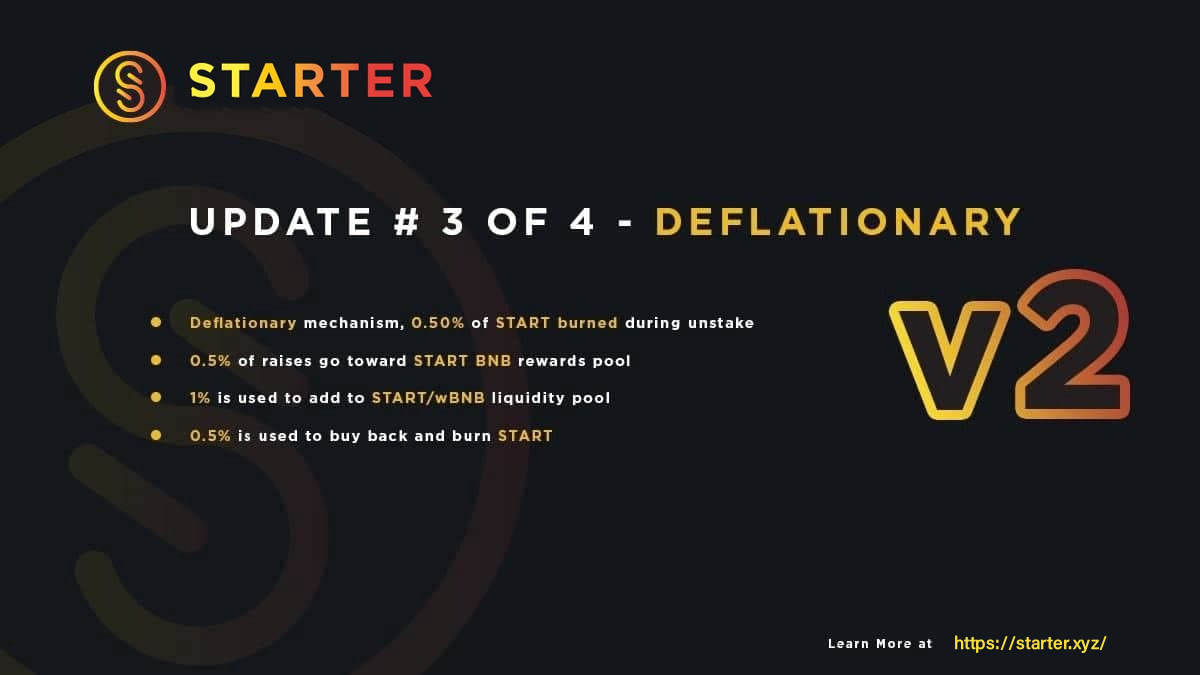 STARTER
UPDATE # 3 OF 4 - DEFLATIONARY
v2
Deflationary mechanism, 0.50% of START burned during unstake
0.5% of raises go toward START BNB rewards pool
1% is used to add to START/wBNB liquidity pool
0.5% is used to buy back and burn START
Learn More at https://starter.xyz/